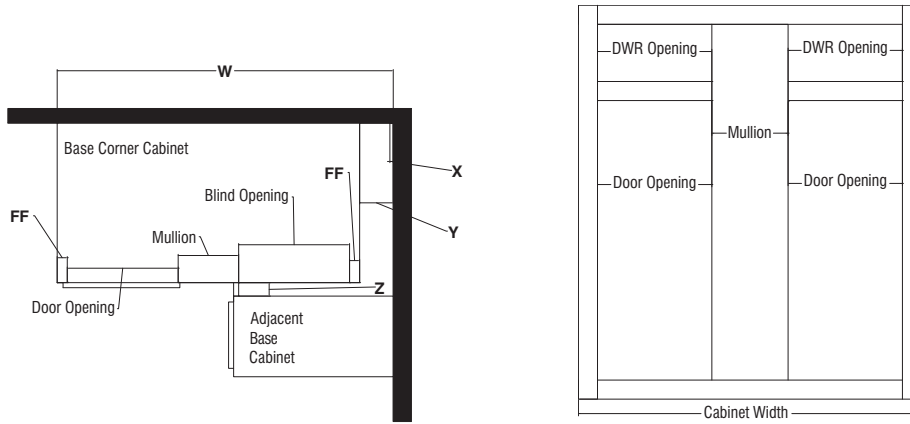 W
Base Corner Cabinet
FF
Blind Opening
X
FF
Mullion
Y
Door Opening
Z
Adjacent
Base
Cabinet
DWR Opening
DWR Opening
Mullion
Door Opening
Door Opening
Cabinet Width